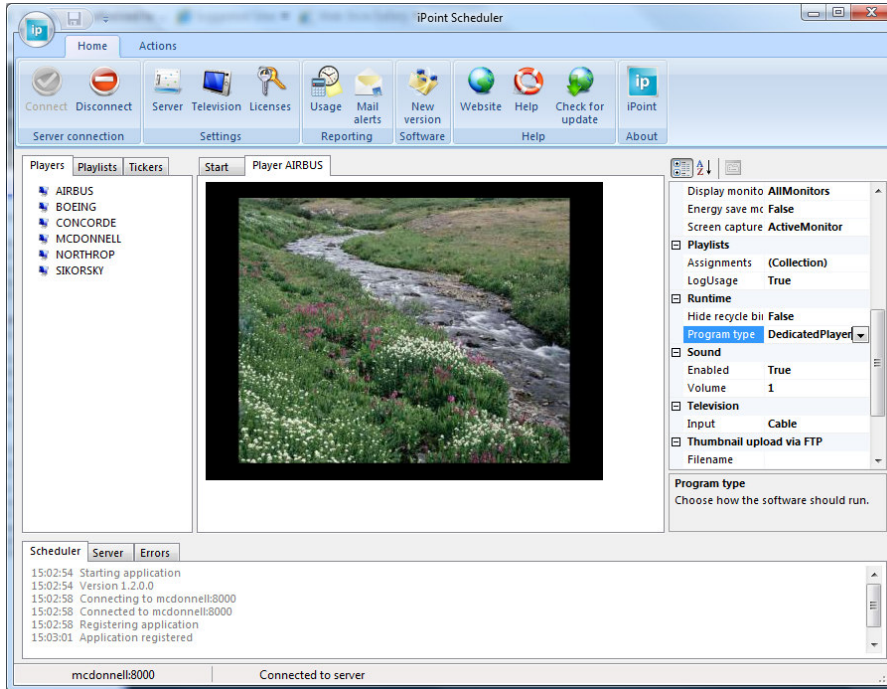 iPoint Scheduler
ip
Home Actions
Connect Disconnect Server Television Licenses Usage Mail alerts New version Website Help Check for update iPoint
Server connection Settings Reporting Software Help About
Players Playlists Tickers
Start Player AIRBUS
AIRBUS
BOEING
CONCORDE
MCDONNELL
NORTHROP
SIKORSKY
Display monito AllMonitors
Energy save mo False
Screen capture ActiveMonitor
Playlists
Assignments (Collection)
LogUsage True
Runtime
Hide recycle bin False
Program type DedicatedPlayer
Sound
Enabled True
Volume 1
Television
Input Cable
Thumbnail upload via FTP
Filename
Program type
Choose how the software should run.
Scheduler Server Errors
15:02:54 Starting application
15:02:54 Version 1.2.0.0
15:02:58 Connecting to mcdonnell:8000
15:02:58 Connected to mcdonnell:8000
15:02:58 Registering application
15:03:01 Application registered
mcdonnell:8000 Connected to server